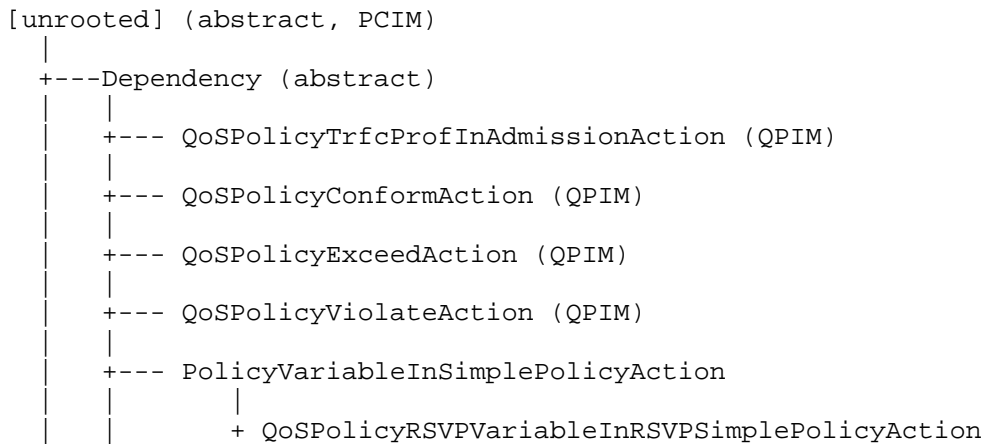 [unrooted] (abstract, PCIM)
|
+---Dependency (abstract)
| |
| +--- QoSPolicyTrfcProfInAdmissionAction (QPIM)
| |
| +--- QoSPolicyConformAction (QPIM)
| |
| +--- QoSPolicyExceedAction (QPIM)
| |
| +--- QoSPolicyViolateAction (QPIM)
| |
| +--- PolicyVariableInSimplePolicyAction
| | |
| | + QoSPolicyRSVPVariableInRSVPSimplePolicyAction